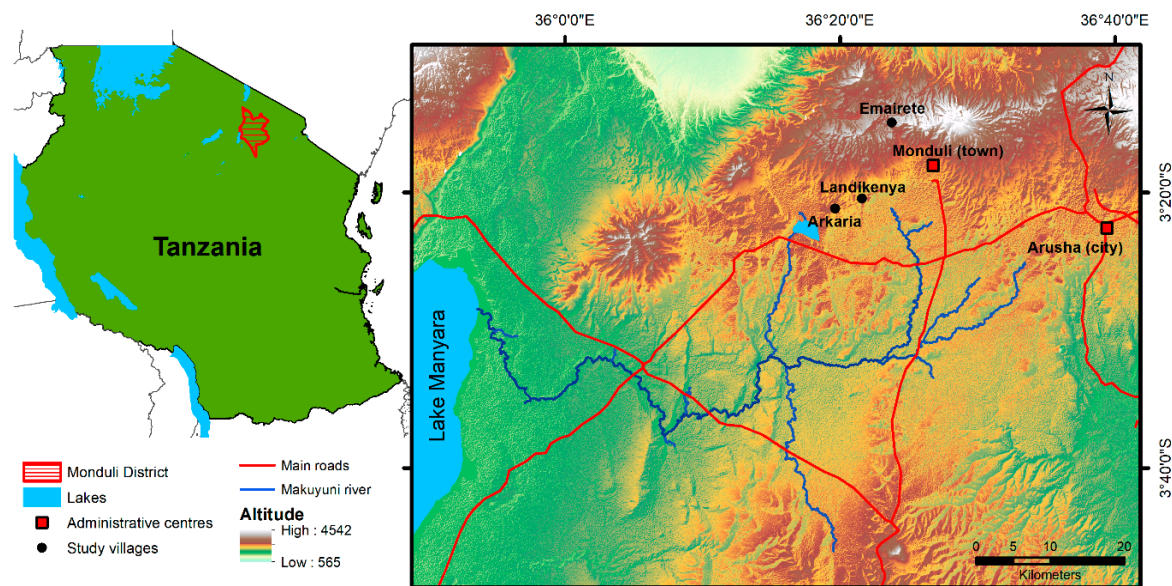 36°0'0"E
36°20'0"E
36°40'0"E
Tanzania
N
Emairete
Monduli (town)
Landikenya
Arkaria
Arusha (city)
3°20'0"S
Lake Manyara
3°40'0"S
Monduli District
Lakes
Administrative centres
Study villages
Main roads
Makuyuni river
Altitude
High : 4542
Low : 565
0 5 10 20
Kilometers